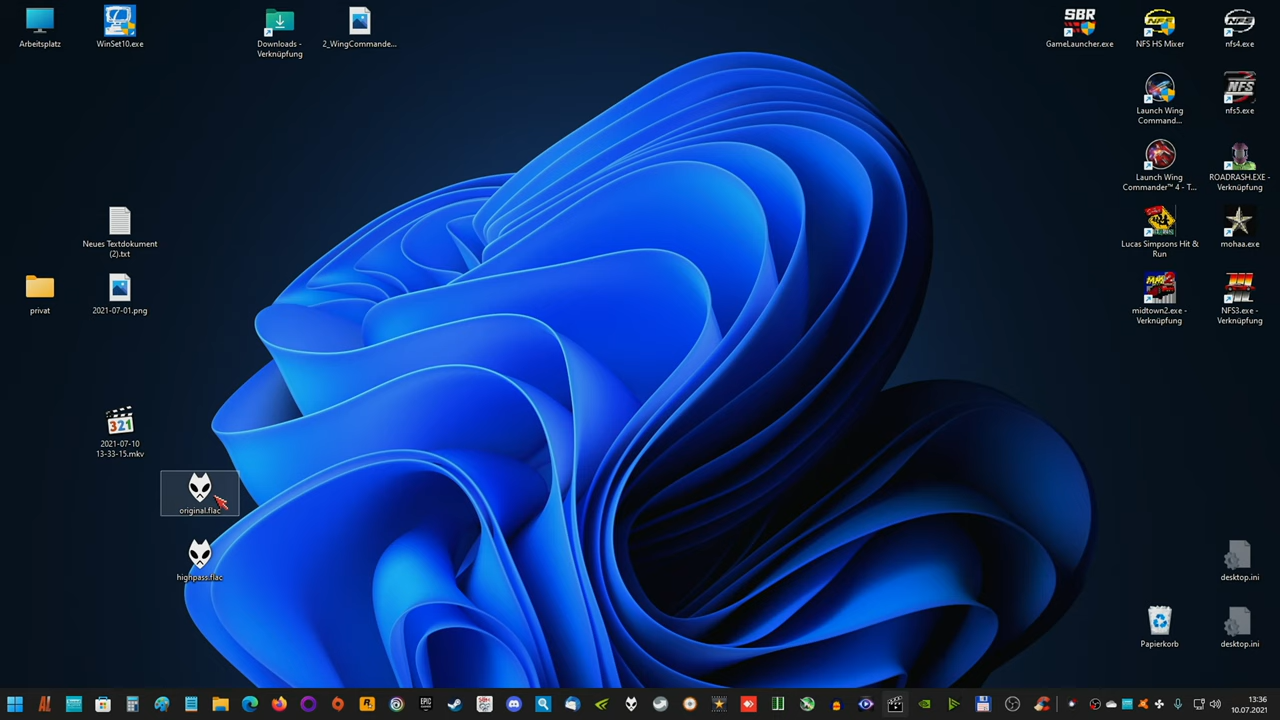 Arbeitsplatz
WinSet10.exe
Downloads -
Verknüpfung
2_WingCommande...
SBR
GameLauncher.exe
NFS HS Mixer
nfs4.exe
Launch Wing
Command...
nfs5.exe
Launch Wing
Commander™ 4 - T...
ROADRASH.EXE -
Verknüpfung
Neues Textdokument
(2).txt
Lucas Simpsons Hit &
Run
mohaa.exe
privat
2021-07-01.png
midtown2.exe -
Verknüpfung
NFS3.exe -
Verknüpfung
321
2021-07-10
13-33-15.mkv
original.flac
highpass.flac
desktop.ini
Papierkorb
desktop.ini
13:36
10.07.2021